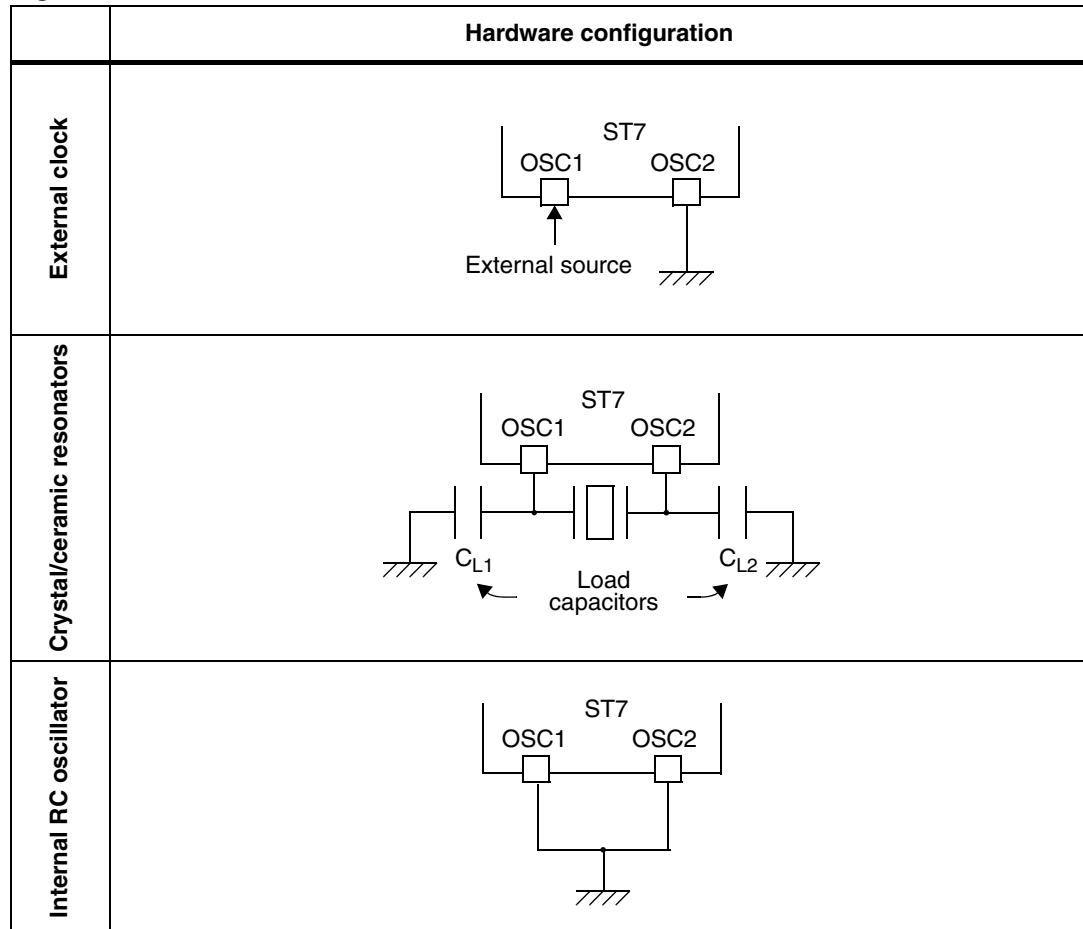 Hardware configuration
External clock
ST7
OSC1 OSC2
External source
Crystal/ceramic resonators
ST7
OSC1 OSC2
CL1 CL2
Load
capacitors
Internal RC oscillator
ST7
OSC1 OSC2